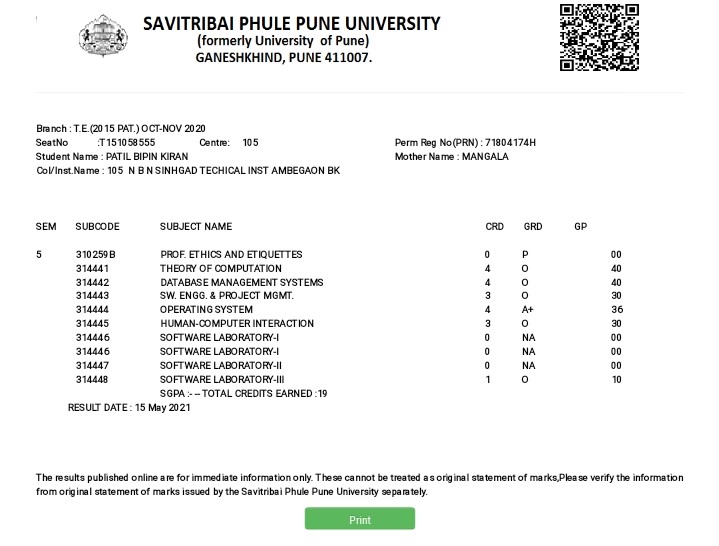 SAVITRIBAI PHULE PUNE UNIVERSITY
(formerly University of Pune)
GANESHKHIND, PUNE 411007.
Branch : T.E.(2015 PAT.) OCT-NOV 2020
SeatNo :T151058555 Centre: 105 Perm Reg No(PRN) : 71804174H
Student Name : PATIL BIPIN KIRAN Mother Name : MANGALA
Col/Inst.Name : 105 N B N SINHGAD TECHICAL INST AMBEGAON BK
SEM SUBCODE SUBJECT NAME CRD GRD GP
5 310259B PROF. ETHICS AND ETIQUETTES 0 P 00
314441 THEORY OF COMPUTATION 4 O 40
314442 DATABASE MANAGEMENT SYSTEMS 4 O 40
314443 SW. ENGG. & PROJECT MGMT. 3 O 30
314444 OPERATING SYSTEM 4 A+ 36
314445 HUMAN-COMPUTER INTERACTION 3 O 30
314446 SOFTWARE LABORATORY-I 0 NA 00
314446 SOFTWARE LABORATORY-I 0 NA 00
314447 SOFTWARE LABORATORY-II 0 NA 00
314448 SOFTWARE LABORATORY-III 1 O 10
SGPA :- -- TOTAL CREDITS EARNED :19
RESULT DATE : 15 May 2021
The results published online are for immediate information only. These cannot be treated as original statement of marks,Please verify the information
from original statement of marks issued by the Savitribai Phule Pune University separately.
Print